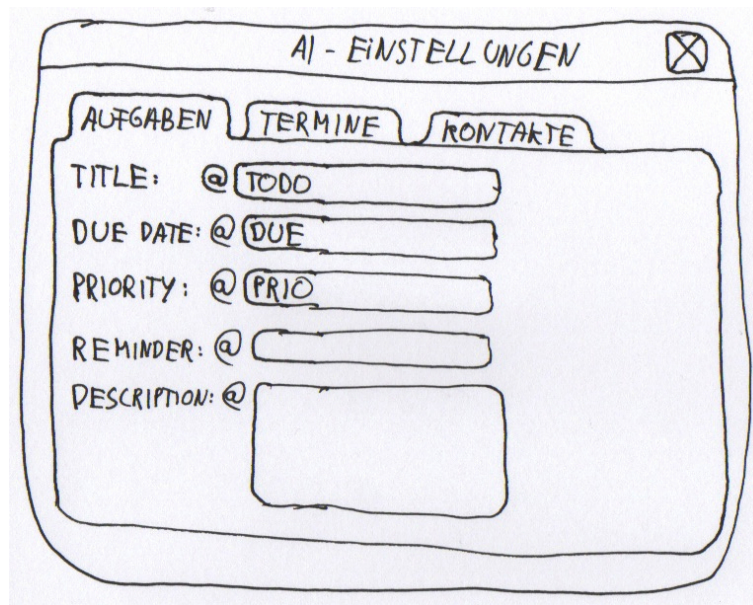 AI - EINSTELLUNGEN
AUFGABEN TERMINE KONTAKTE
TITLE: @ TODO
DUE DATE: @ DUE
PRIORITY: @ PRIO
REMINDER: @
DESCRIPTION: @